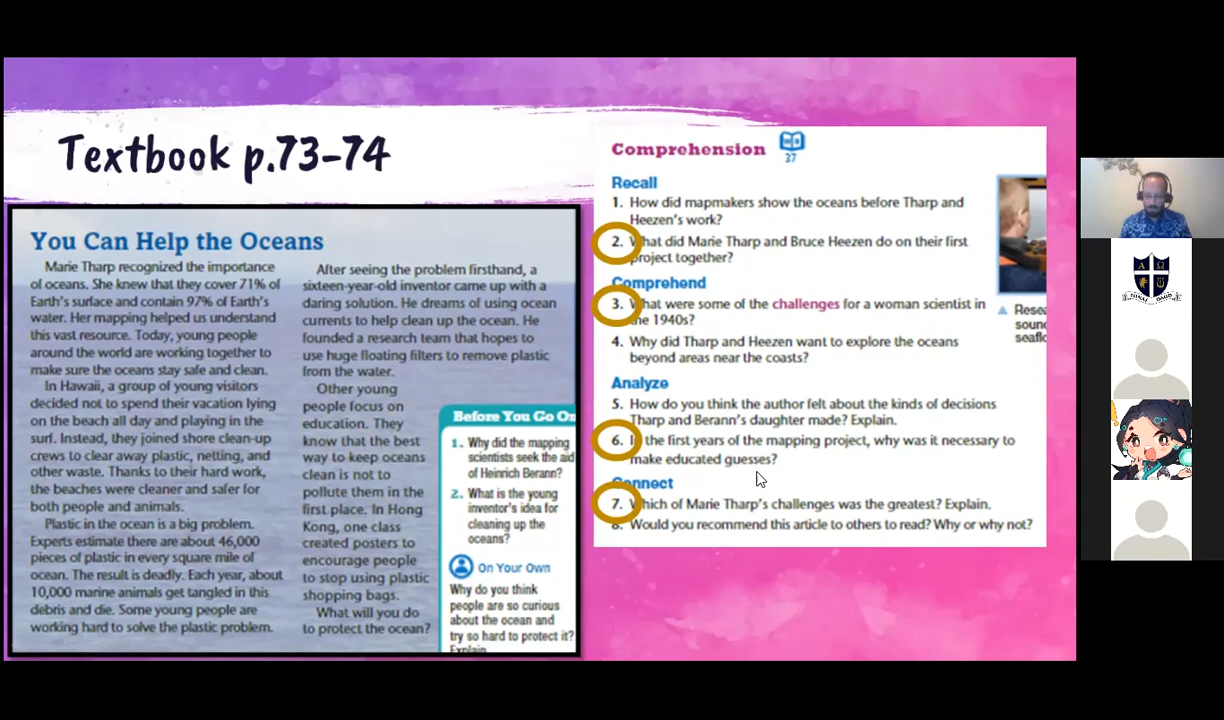 Textbook p.73-74
You Can Help the Oceans
Marie Tharp recognized the importance
of oceans. She knew that they cover 71% of
Earth's surface and contain 97% of Earth's
water. Her mapping helped us understand
this vast resource. Today, young people
around the world are working together to
make sure the oceans stay safe and clean.
In Hawaii, a group of young visitors
decided not to spend their vacation lying
on the beach all day and playing in the
surf. Instead, they joined shore clean-up
crews to clear away plastic, netting, and
other waste. Thanks to their hard work,
the beaches were cleaner and safer for
both people and animals.
Plastic in the ocean is a big problem.
Experts estimate there are about 46,000
pieces of plastic in every square mile of
ocean. The result is deadly. Each year, about
10,000 marine animals get tangled in this
debris and die. Some young people are
working hard to solve the plastic problem.
After seeing the problem firsthand, a
sixteen-year-old inventor came up with a
daring solution. He dreams of using ocean
currents to help clean up the ocean. He
founded a research team that hopes to
use huge floating filters to remove plastic
from the water.
Other young
people focus on
education. They
know that the best
way to keep oceans
clean is not to
pollute them in the
first place. In Hong
Kong, one class
created posters to
encourage people
to stop using plastic
shopping bags.
What will you do
to protect the ocean?
Before You Go On
1. Why did the mapping
scientists seek the aid
of Heinrich Berann?
2. What is the young
inventor's idea for
cleaning up the
oceans?
On Your Own
Why do you think
people are so curious
about the ocean and
try so hard to protect it?
Explain
Comprehension
WB
37
Recall
1. How did mapmakers show the oceans before Tharp and
Heezen's work?
2. What did Marie Tharp and Bruce Heezen do on their first
project together?
Comprehend
3. What were some of the challenges for a woman scientist in
the 1940s?
4. Why did Tharp and Heezen want to explore the oceans
beyond areas near the coasts?
Analyze
5. How do you think the author felt about the kinds of decisions
Tharp and Berann's daughter made? Explain.
6. In the first years of the mapping project, why was it necessary to
make educated guesses?
Connect
7. Which of Marie Tharp's challenges was the greatest? Explain.
8. Would you recommend this article to others to read? Why or why not?
Resea
soun
seafl